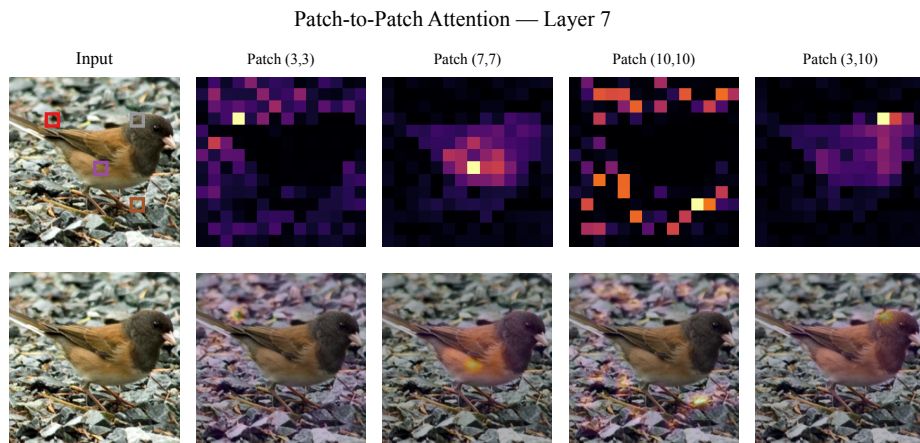 Patch-to-Patch Attention — Layer 7
Input
Patch (3,3)
Patch (7,7)
Patch (10,10)
Patch (3,10)